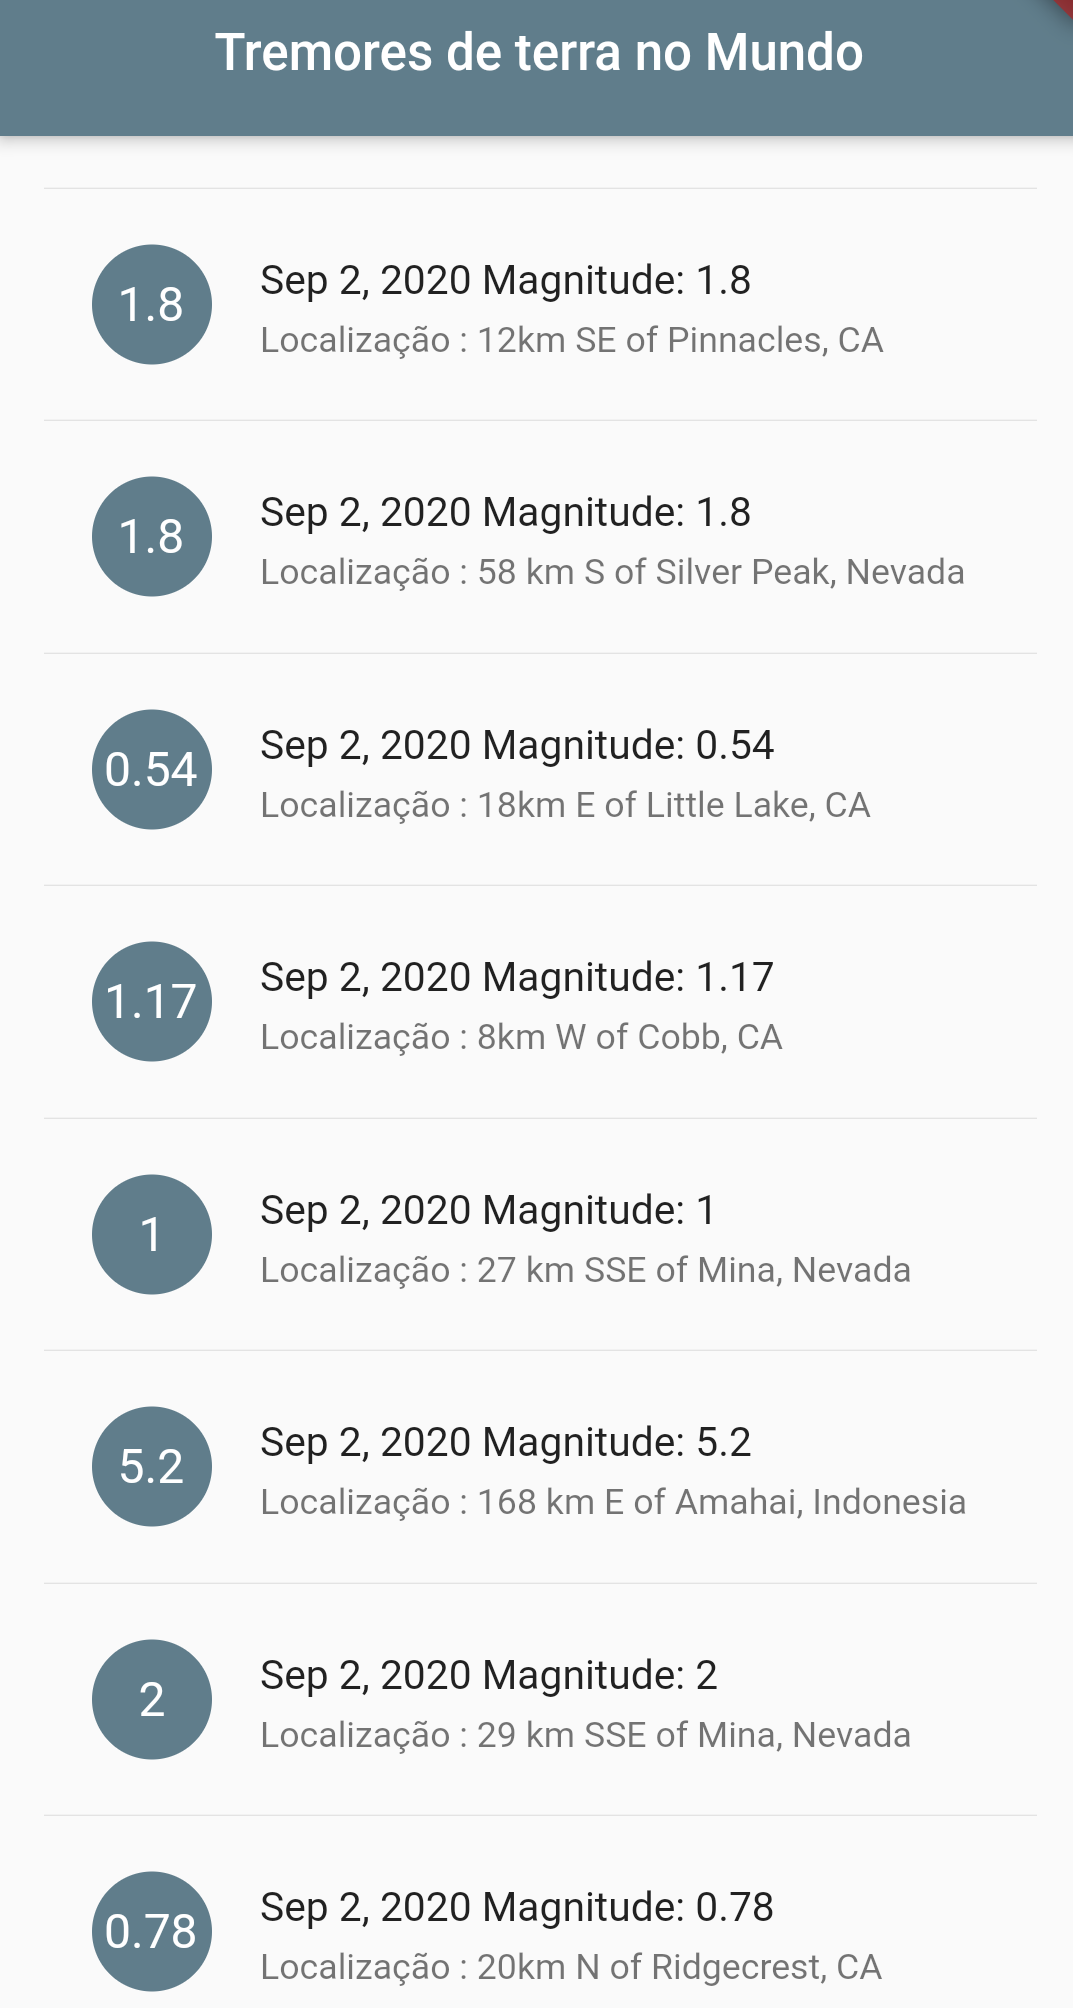 Tremores de terra no Mundo
1.8
Sep 2, 2020 Magnitude: 1.8
Localização : 12km SE of Pinnacles, CA
1.8
Sep 2, 2020 Magnitude: 1.8
Localização : 58 km S of Silver Peak, Nevada
0.54
Sep 2, 2020 Magnitude: 0.54
Localização : 18km E of Little Lake, CA
1.17
Sep 2, 2020 Magnitude: 1.17
Localização : 8km W of Cobb, CA
1
Sep 2, 2020 Magnitude: 1
Localização : 27 km SSE of Mina, Nevada
5.2
Sep 2, 2020 Magnitude: 5.2
Localização : 168 km E of Amahai, Indonesia
2
Sep 2, 2020 Magnitude: 2
Localização : 29 km SSE of Mina, Nevada
0.78
Sep 2, 2020 Magnitude: 0.78
Localização : 20km N of Ridgecrest, CA